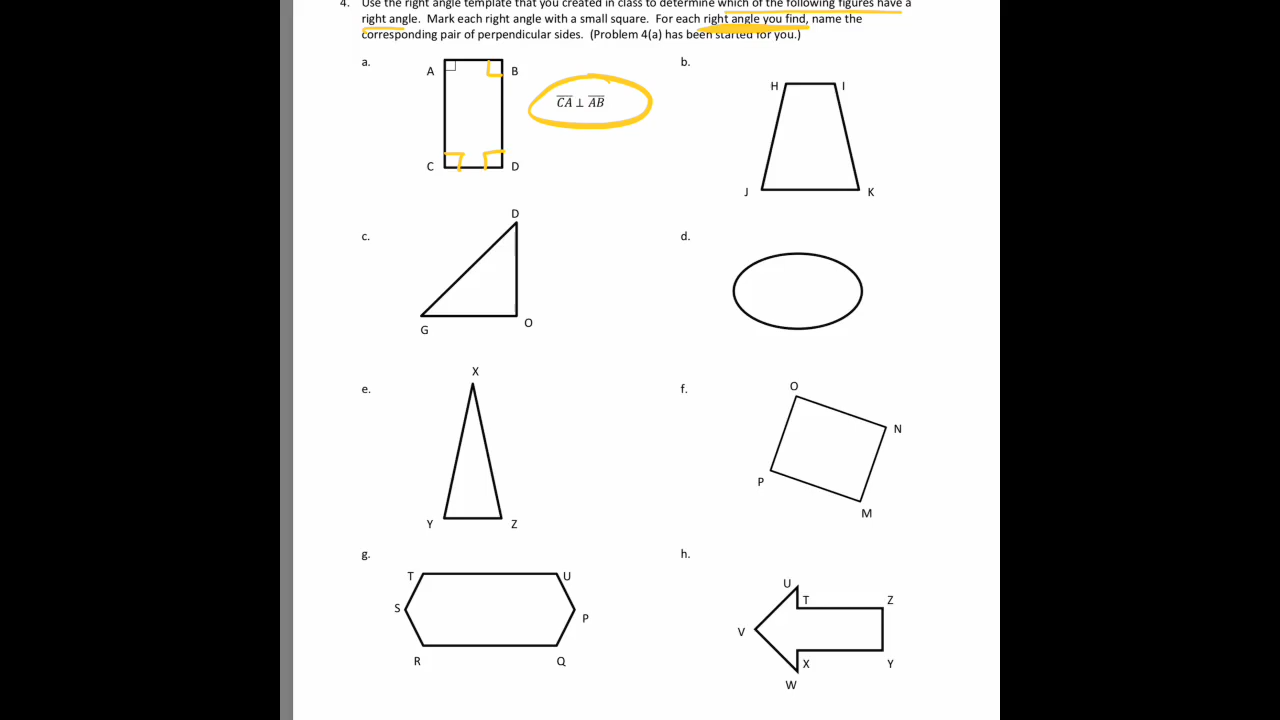 4. Use the right angle template that you created in class to determine which of the following figures have a
right angle. Mark each right angle with a small square. For each right angle you find, name the
corresponding pair of perpendicular sides. (Problem 4(a) has been started for you.)
a.
b.
A
B
C͞A͞ ⊥ A͞B͞
C
D
H
I
J
K
c.
d.
D
G
O
e.
f.
X
Y
Z
O
N
P
M
g.
h.
T
U
S
P
R
Q
U
T
Z
V
X
Y
W